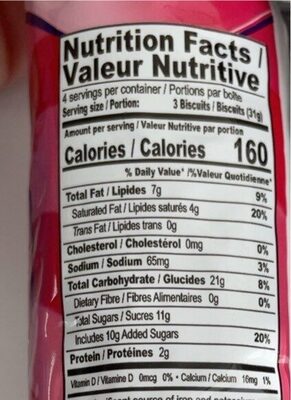 Nutrition Facts /
Valeur Nutritive
4 servings per container / Portions par boîte
Serving size / Portion: 3 Biscuits / Biscuits (31g)
Amount per serving / Valeur Nutritive par portion
Calories / Calories 160
% Daily Value* /%Valeur Quotidienne*
Total Fat / Lipides 7g 9%
Saturated Fat / Lipides saturés 4g 20%
Trans Fat / Lipides trans 0g
Cholesterol / Cholestérol 0mg 0%
Sodium / Sodium 65mg 3%
Total Carbohydrate / Glucides 21g 8%
Dietary Fibre / Fibres Alimentaires 0g 0%
Total Sugars / Sucres 11g
Includes 10g Added Sugars 20%
Protein / Protéines 2g
Vitamin D / Vitamine D 0mcg 0% • Calcium / Calcium 16mg 1%
source of iron and